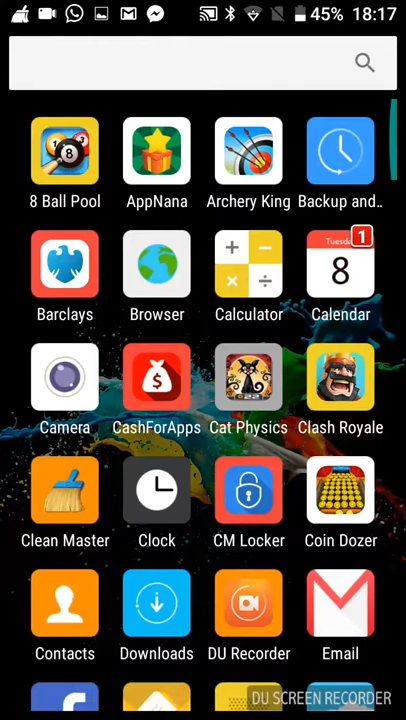 45% 18:17
8 Ball Pool AppNana Archery King Backup and..
Tuesday 1
8
Barclays Browser Calculator Calendar
Camera CashForApps Cat Physics Clash Royale
Clean Master Clock CM Locker Coin Dozer
Contacts Downloads DU Recorder Email
DU SCREEN RECORDER